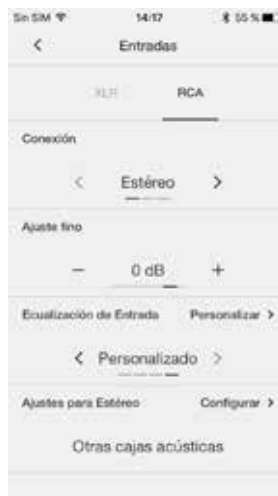 Sin SIM 14:17 55 %
Entradas
XLR RCA
Conexión
< Estéreo >
Ajuste fino
− 0 dB +
Ecualización de Entrada Personalizar >
< Personalizado >
Ajustes para Estéreo Configurar >
Otras cajas acústicas